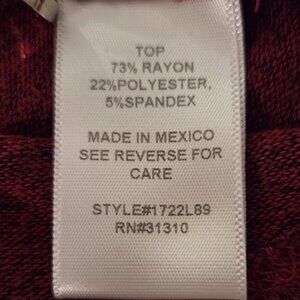 TOP
73% RAYON
22%POLYESTER,
5%SPANDEX
MADE IN MEXICO
SEE REVERSE FOR
CARE
STYLE#1722L89
RN#31310